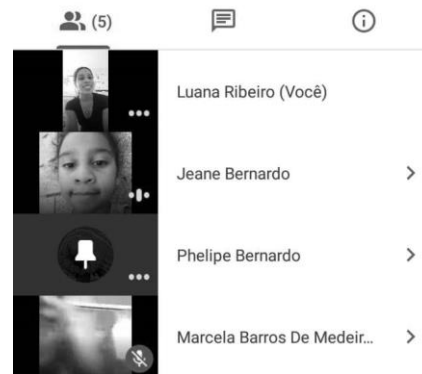 (5)
Luana Ribeiro (Você)
Jeane Bernardo
Phelipe Bernardo
Marcela Barros De Medeir...